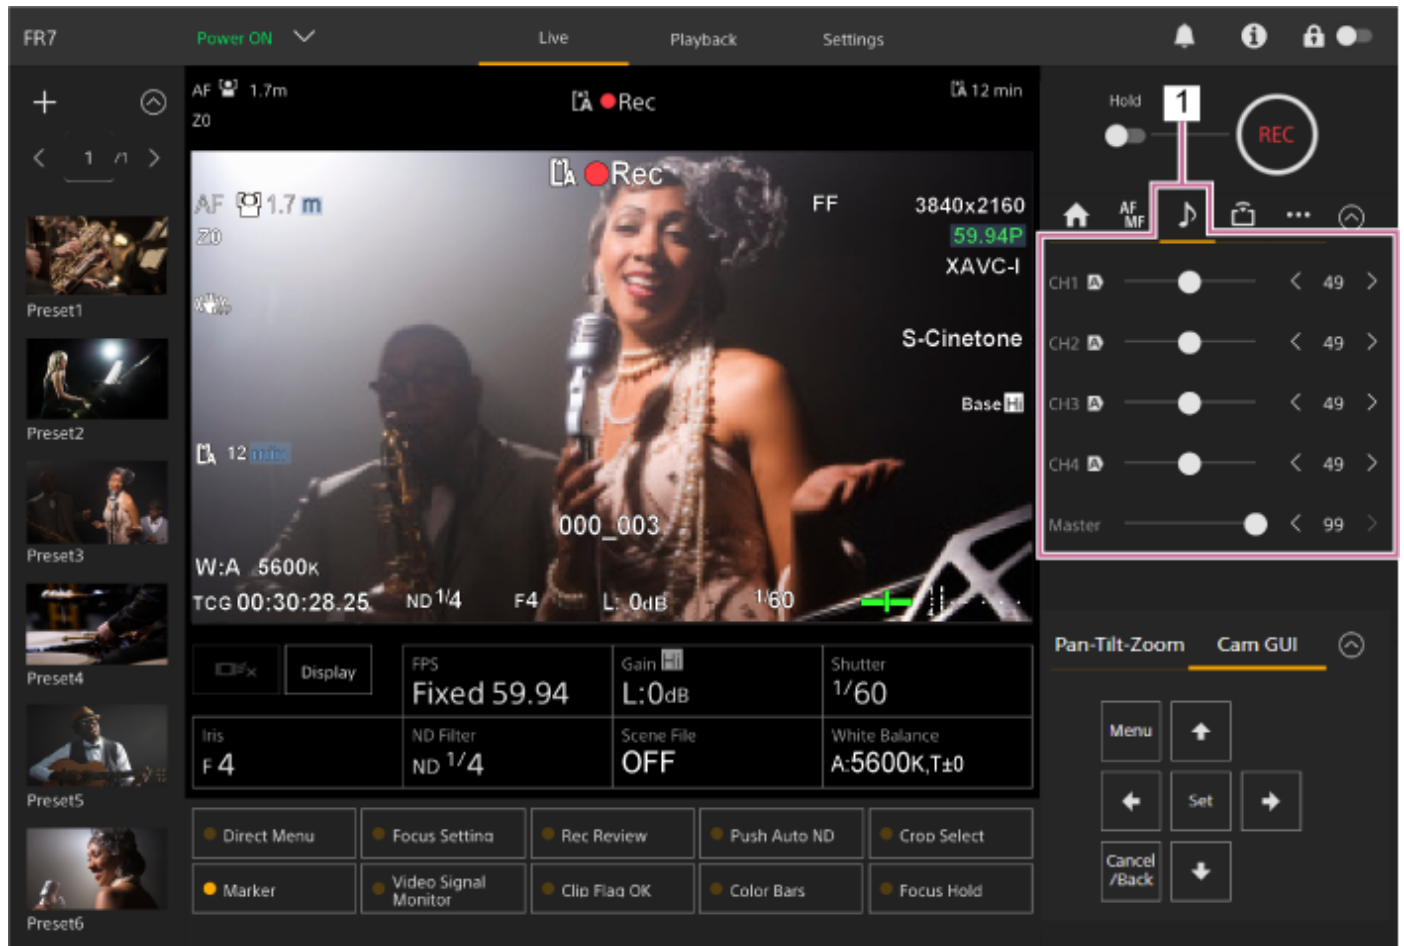 FR7
Power ON
Live
Playback
Settings
1 /1
Preset1
Preset2
Preset3
Preset4
Preset5
Preset6
AF 1.7m
Z0
A Rec
A 12 min
A Rec
AF 1.7 m
Z0
FF
3840x2160
59.94P
XAVC-I
S-Cinetone
Base Hi
A 12 min
000_003
W:A 5600K
TCG 00:30:28.25
ND 1/4
F4
L: 0dB
1/60
Display
FPS
Fixed 59.94
Gain Hi
L:0dB
Shutter
1/60
Iris
F 4
ND Filter
ND 1/4
Scene File
OFF
White Balance
A:5600K,T±0
Direct Menu
Focus Setting
Rec Review
Push Auto ND
Crop Select
Marker
Video Signal
Monitor
Clip Flag OK
Color Bars
Focus Hold
Hold
1
REC
AF
MF
CH1 A 49
CH2 A 49
CH3 A 49
CH4 A 49
Master 99
Pan-Tilt-Zoom
Cam GUI
Menu
Set
Cancel
/Back